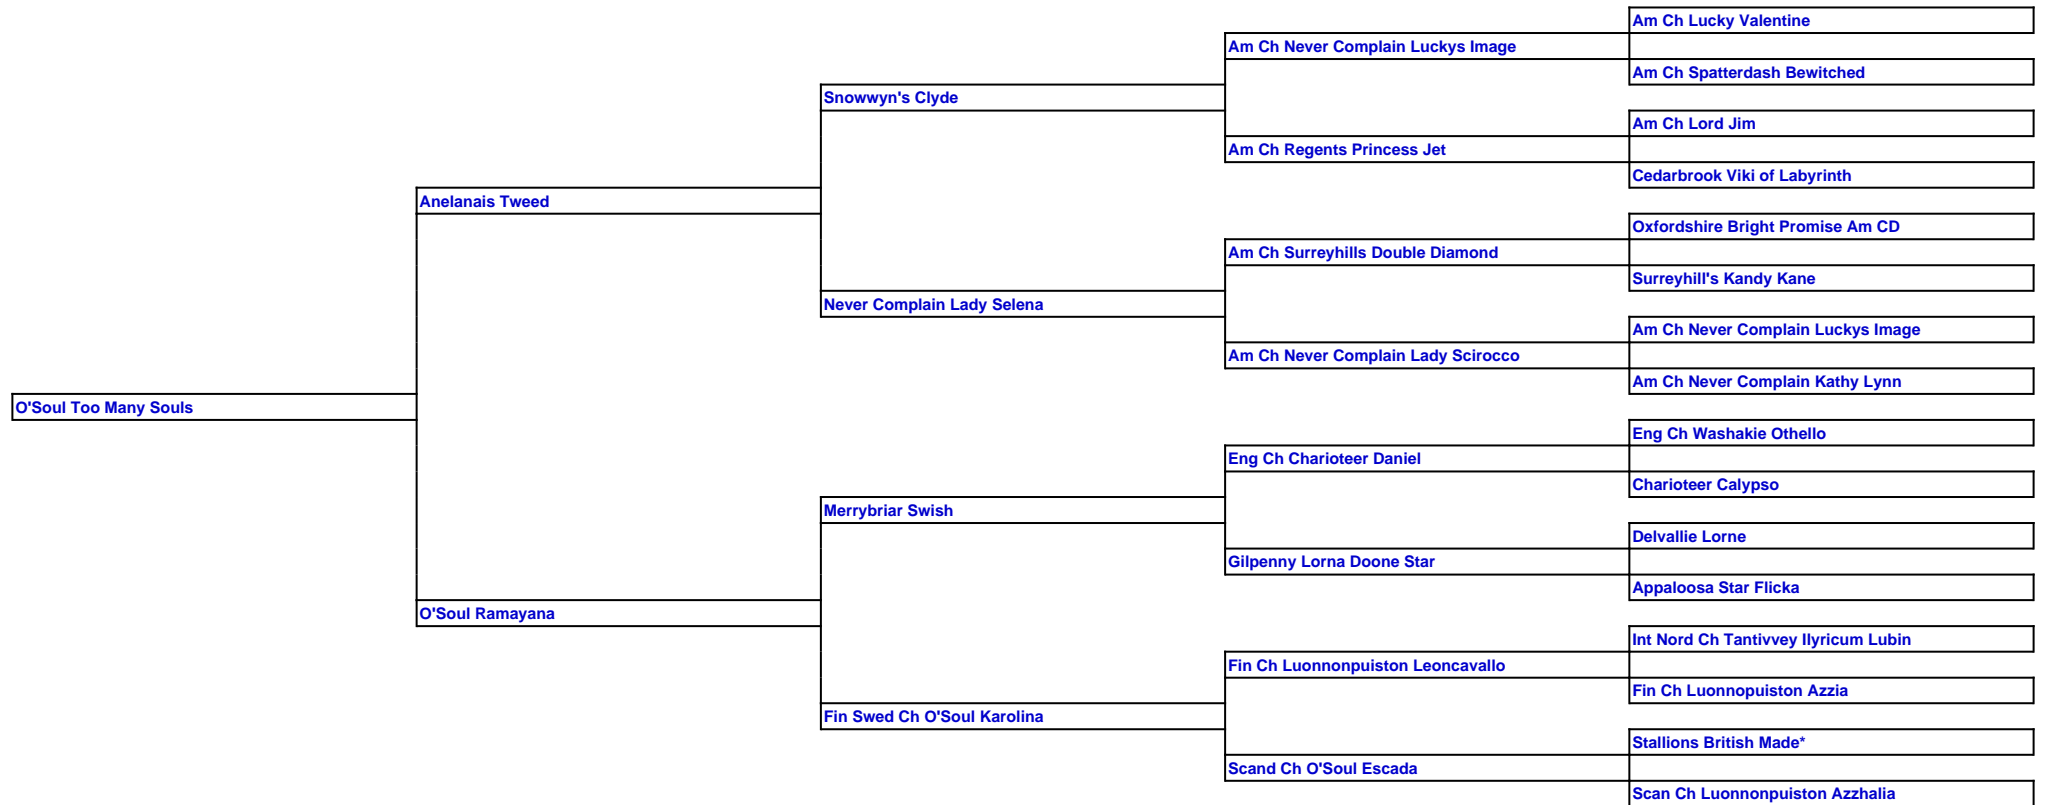 Am Ch Lucky Valentine
Am Ch Never Complain Luckys Image
Am Ch Spatterdash Bewitched
Snowwyn's Clyde
Am Ch Lord Jim
Am Ch Regents Princess Jet
Cedarbrook Viki of Labyrinth
Anelanais Tweed
Oxfordshire Bright Promise Am CD
Am Ch Surreyhills Double Diamond
Surreyhill's Kandy Kane
Never Complain Lady Selena
Am Ch Never Complain Luckys Image
Am Ch Never Complain Lady Scirocco
Am Ch Never Complain Kathy Lynn
O'Soul Too Many Souls
Eng Ch Washakie Othello
Eng Ch Charioteer Daniel
Charioteer Calypso
Merrybriar Swish
Delvallie Lorne
Gilpenny Lorna Doone Star
Appaloosa Star Flicka
O'Soul Ramayana
Int Nord Ch Tantivvey Ilyricum Lubin
Fin Ch Luonnonpuiston Leoncavallo
Fin Ch Luonnopuiston Azzia
Fin Swed Ch O'Soul Karolina
Stallions British Made*
Scand Ch O'Soul Escada
Scan Ch Luonnonpuiston Azzhalia